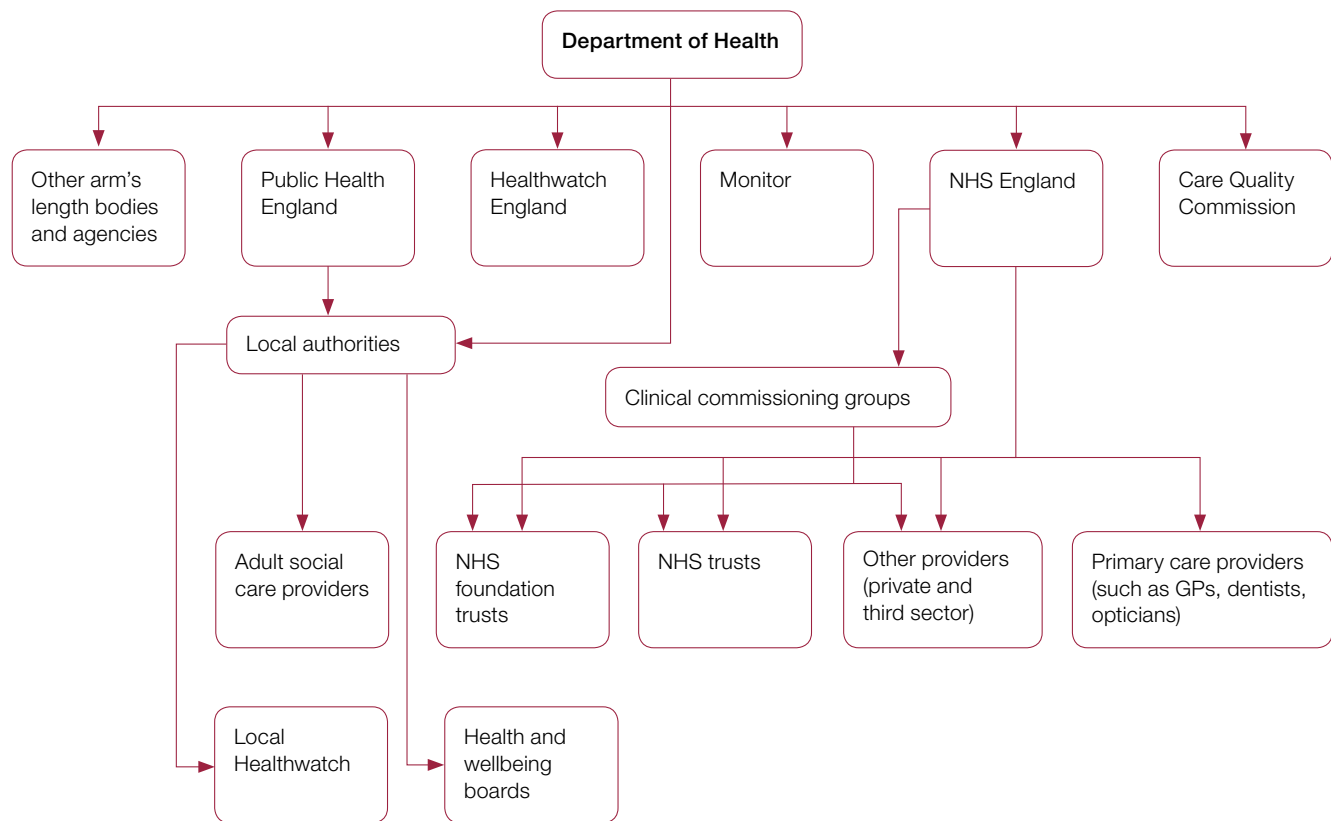 Department of Health
Other arm’s
length bodies
and agencies
Public Health
England
Healthwatch
England
Monitor
NHS England
Care Quality
Commission
Local authorities
Clinical commissioning groups
Adult social
care providers
NHS
foundation
trusts
NHS trusts
Other providers
(private and
third sector)
Primary care providers
(such as GPs, dentists,
opticians)
Local
Healthwatch
Health and
wellbeing
boards